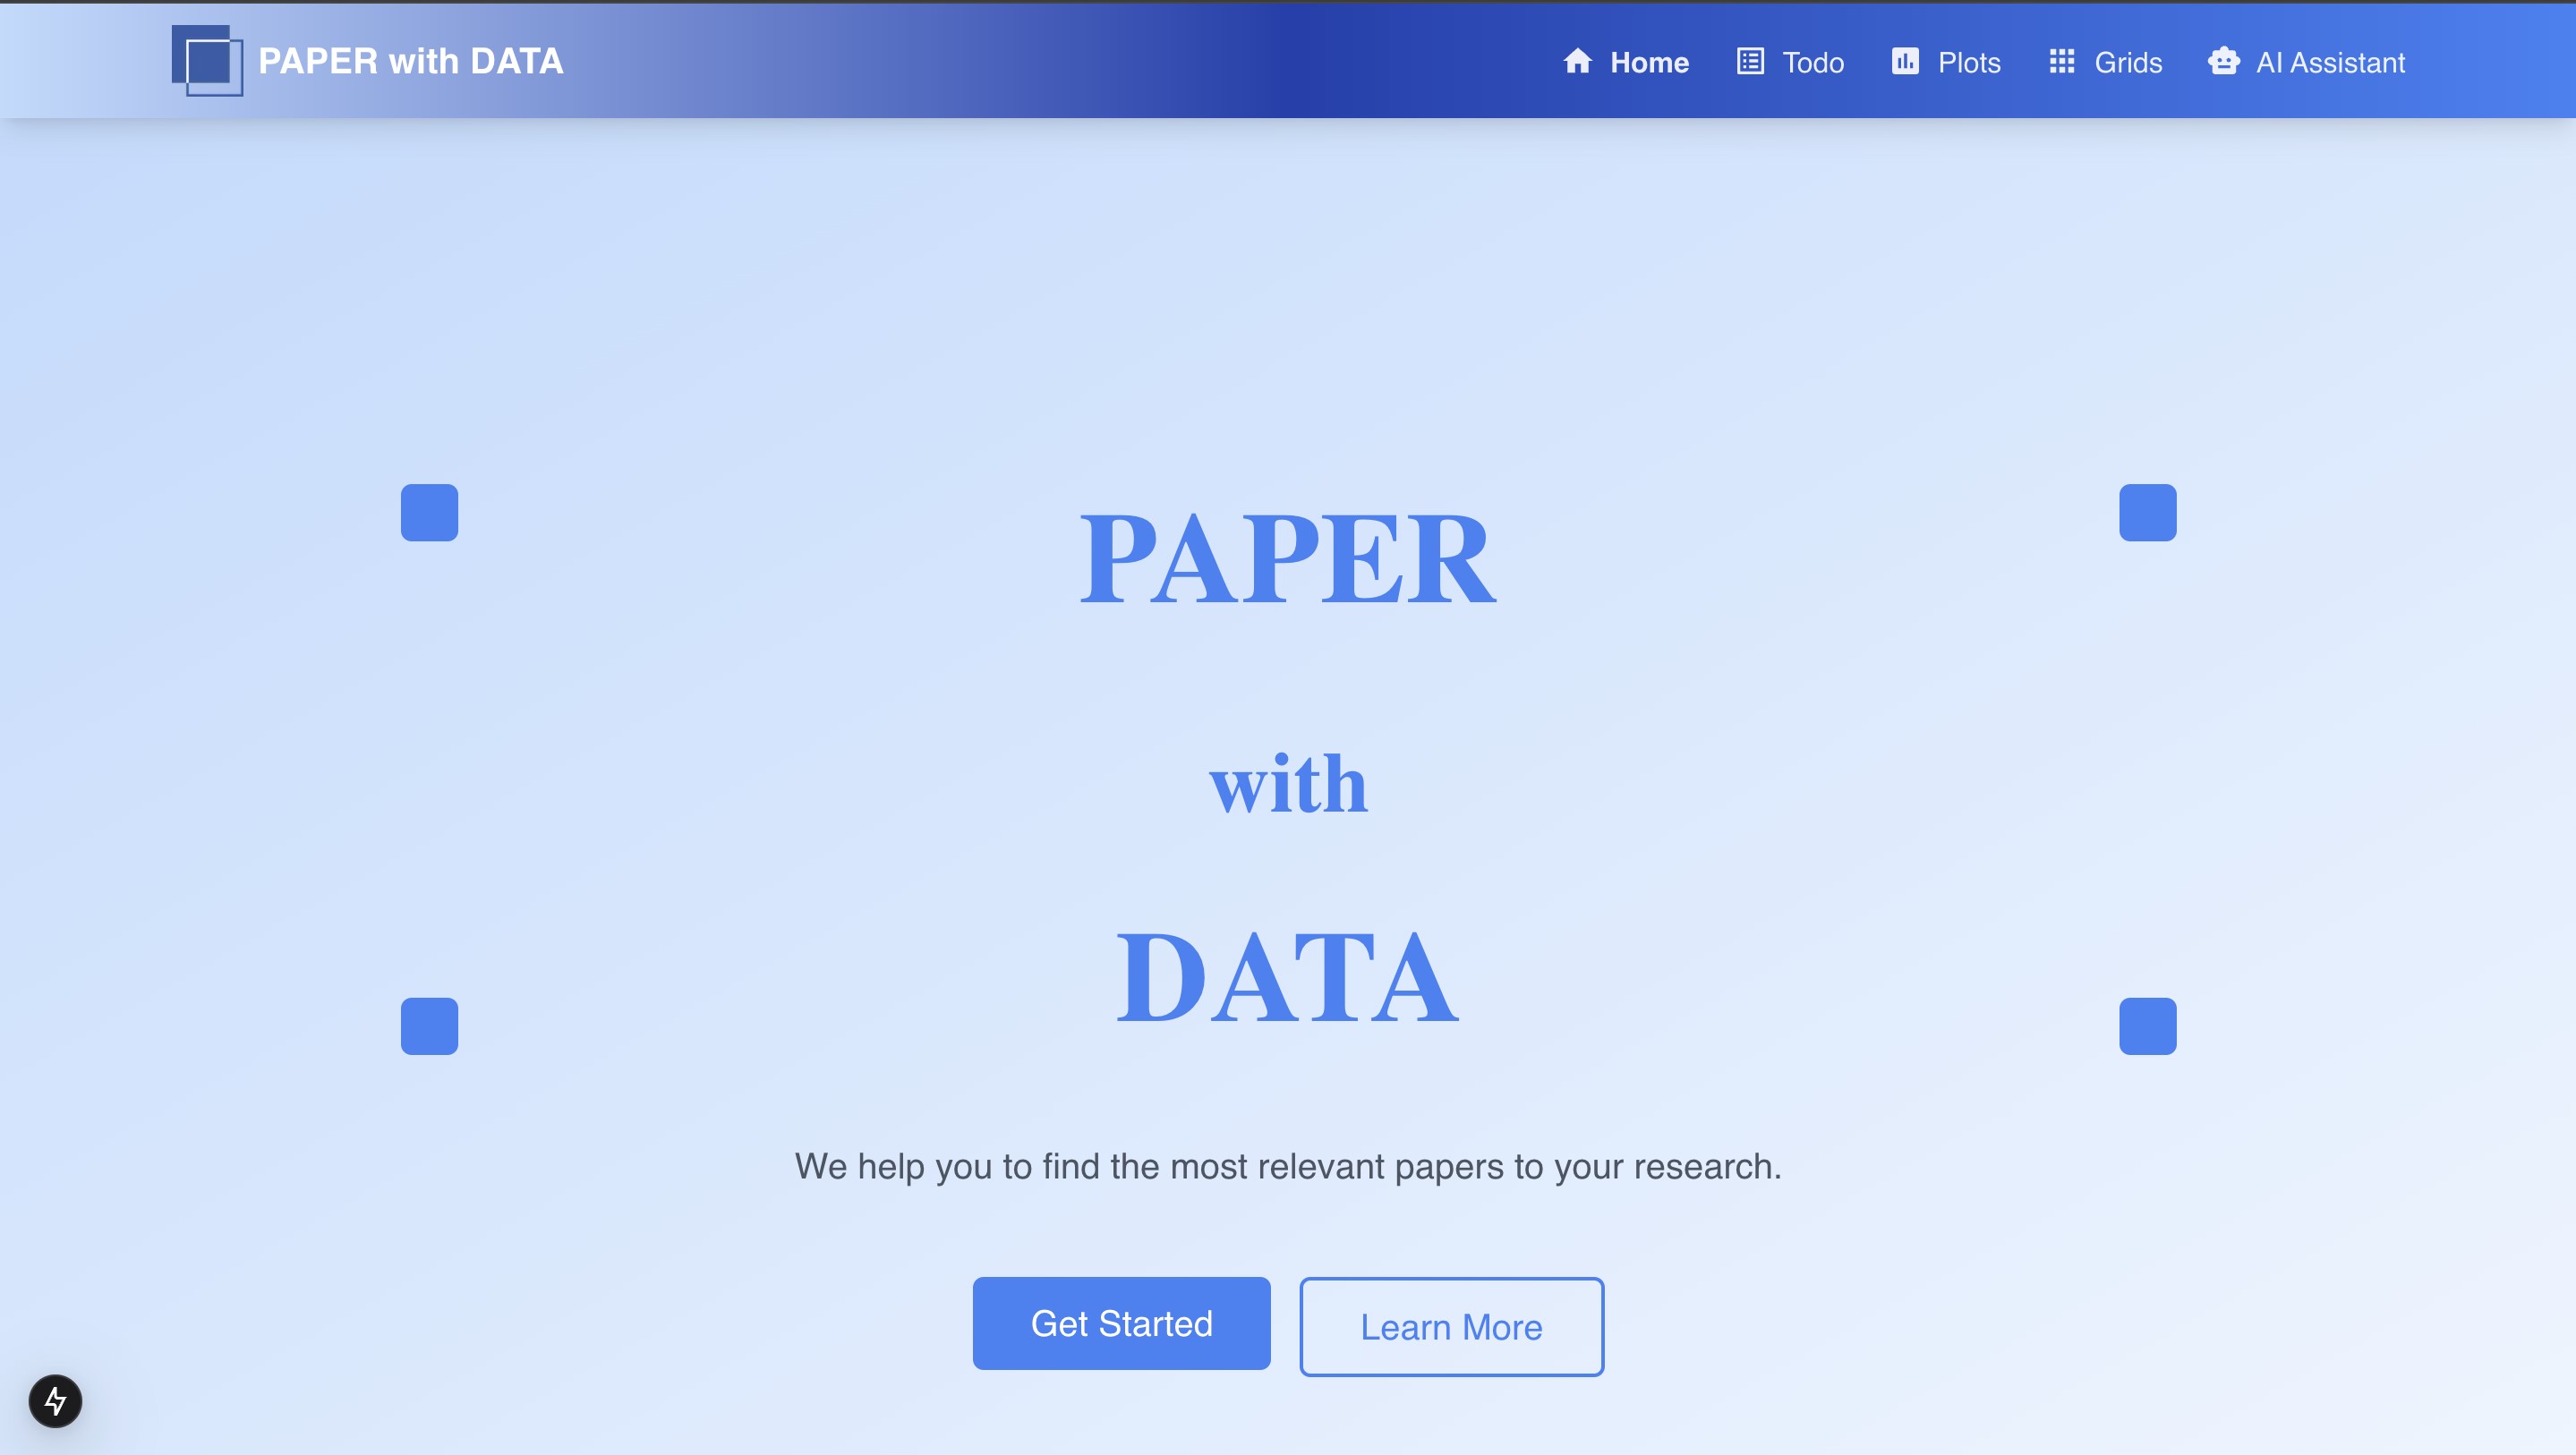 PAPER with DATA
Home Todo Plots Grids AI Assistant
PAPER
with
DATA
We help you to find the most relevant papers to your research.
Get Started Learn More